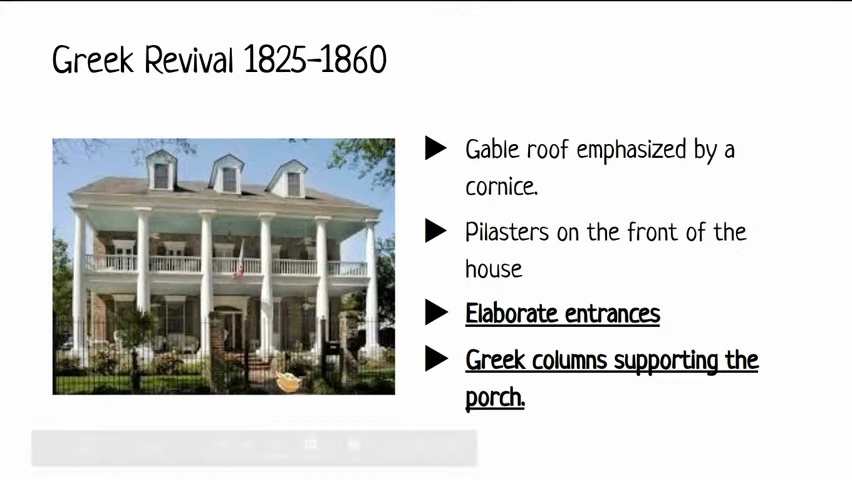 Greek Revival 1825-1860
Gable roof emphasized by a
cornice.
Pilasters on the front of the
house
Elaborate entrances
Greek columns supporting the
porch.